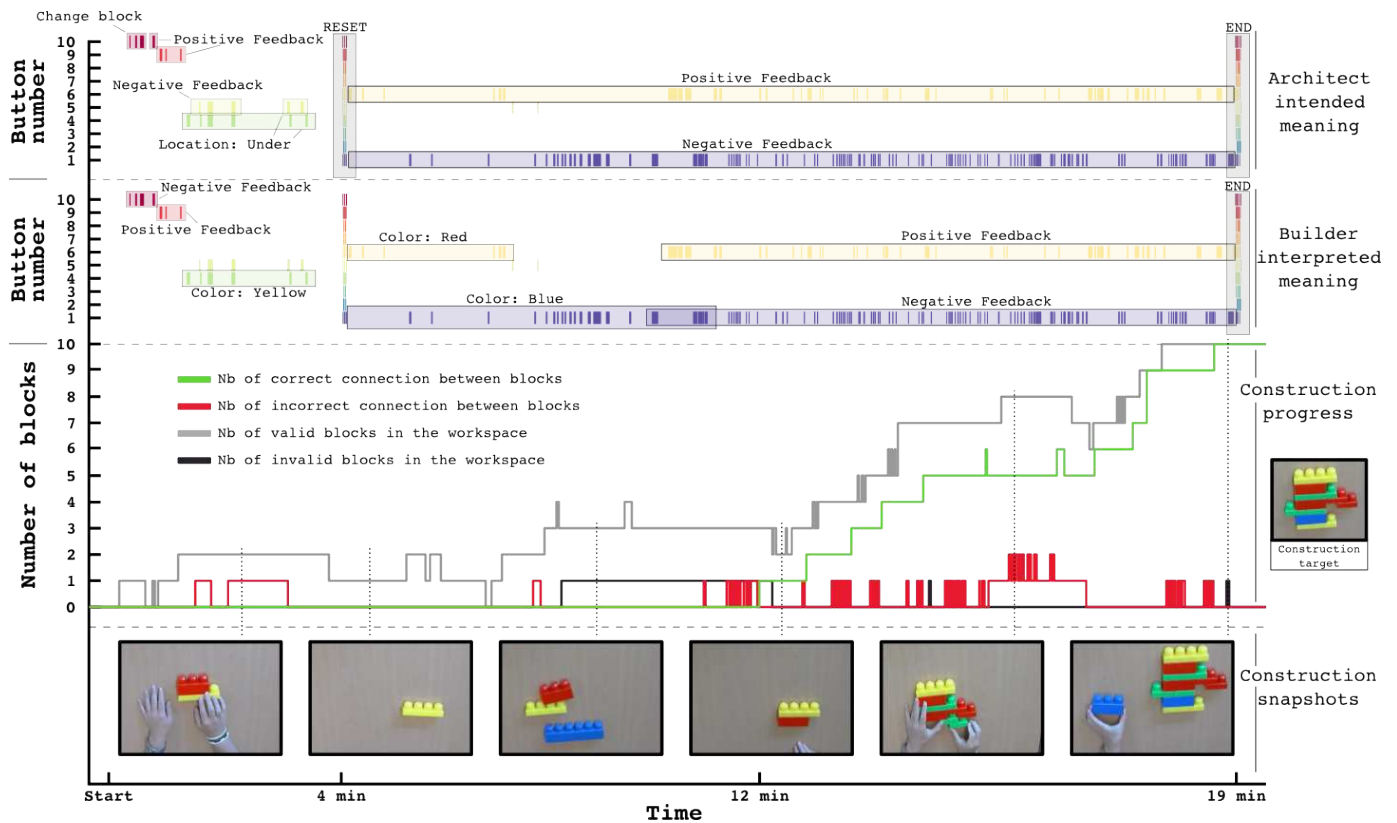 Change block
RESET
END
Positive Feedback
10
9
8
7
6
5
4
3
2
1
Button
number
Negative Feedback
Location: Under
Positive Feedback
Negative Feedback
Architect
intended
meaning
Negative Feedback
END
10
9
8
7
6
5
4
3
2
1
Button
number
Positive Feedback
Color: Yellow
Color: Red
Positive Feedback
Color: Blue
Negative Feedback
Builder
interpreted
meaning
10
9
8
7
6
5
4
3
2
1
0
Number of blocks
Nb of correct connection between blocks
Nb of incorrect connection between blocks
Nb of valid blocks in the workspace
Nb of invalid blocks in the workspace
Construction
progress
Construction
target
Construction
snapshots
Start
4 min
12 min
19 min
Time